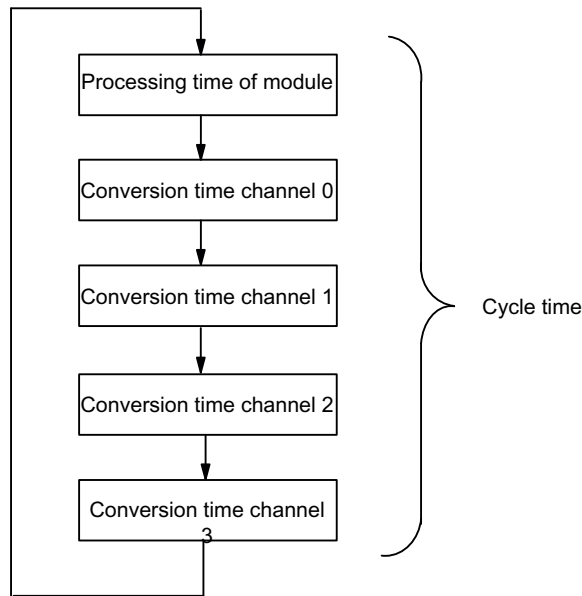 Processing time of module
Conversion time channel 0
Conversion time channel 1
Conversion time channel 2
Conversion time channel
3
Cycle time